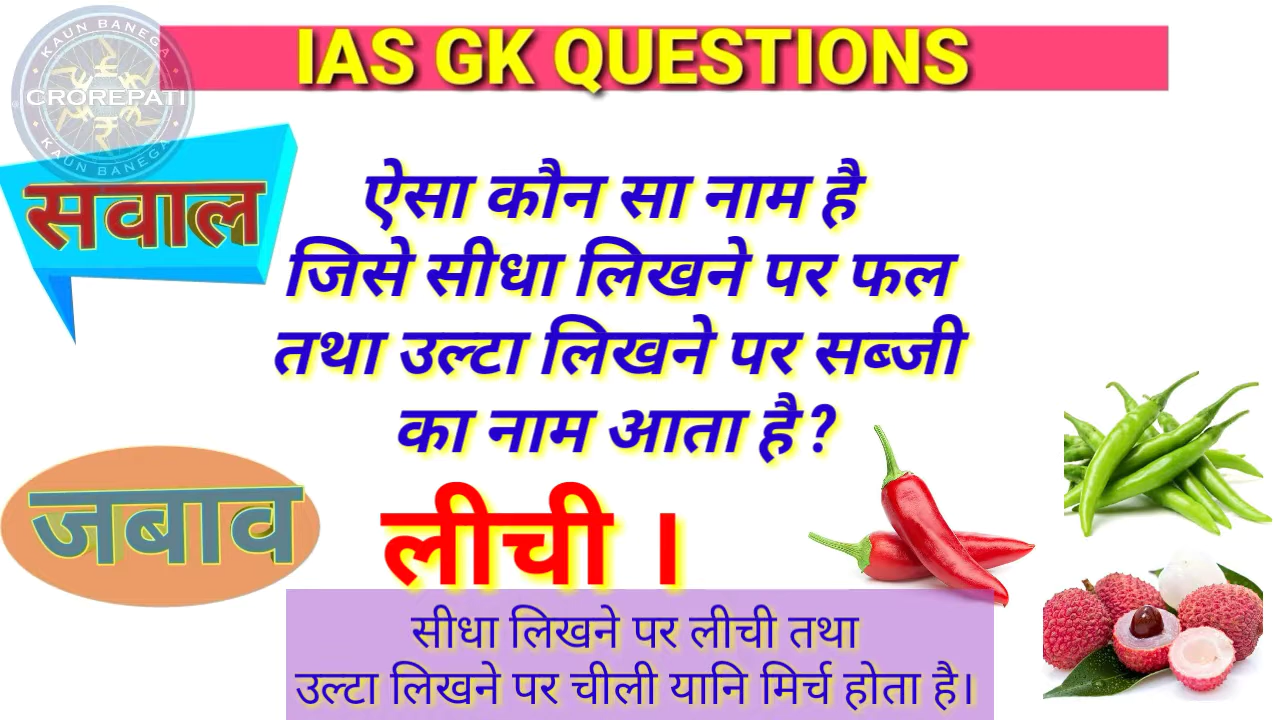 KAUN BANEGA
CROREPATI
KAUN BANEGA
IAS GK QUESTIONS
सवाल
ऐसा कौन सा नाम है
जिसे सीधा लिखने पर फल
तथा उल्टा लिखने पर सब्जी
का नाम आता है?
जबाव
लीची ।
सीधा लिखने पर लीची तथा
उल्टा लिखने पर चीली यानि मिर्च होता है।